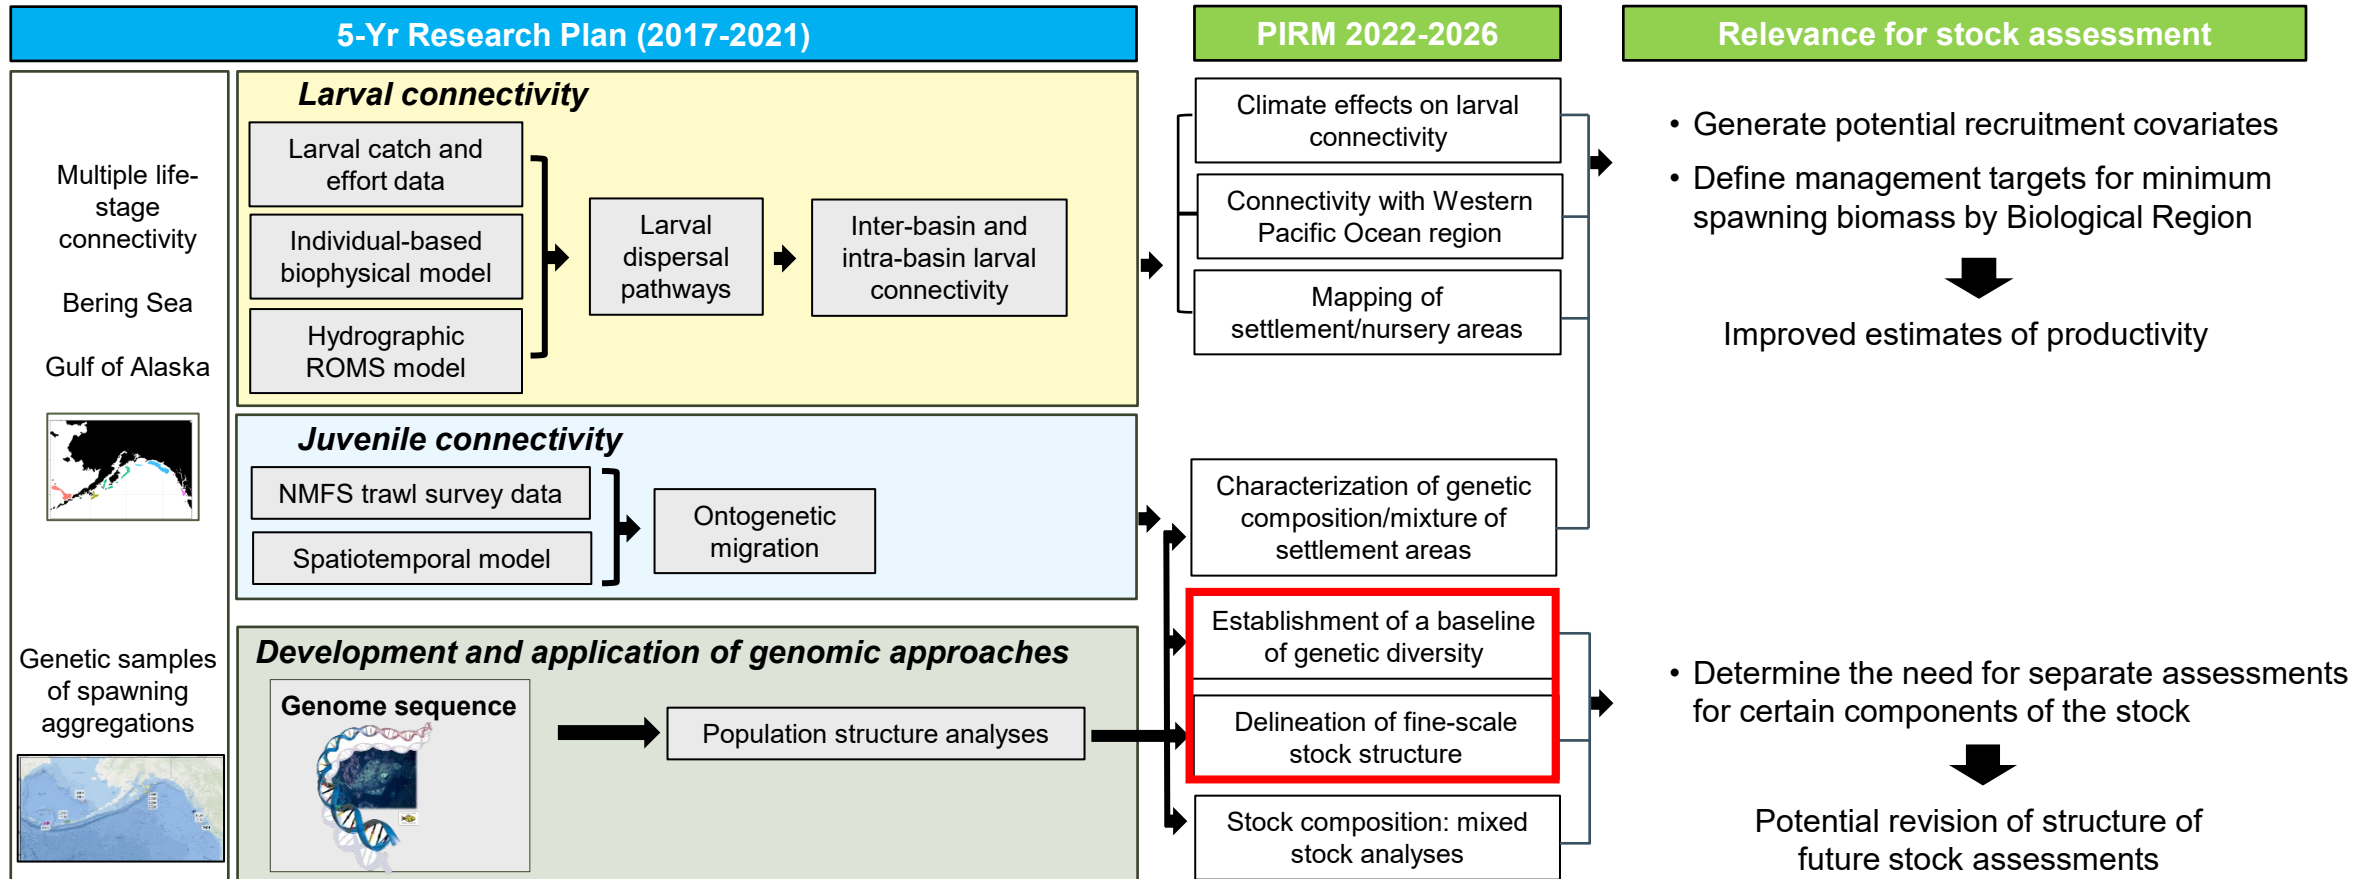 5-Yr Research Plan (2017-2021)
PIRM 2022-2026
Relevance for stock assessment
Multiple life-
stage
connectivity
Bering Sea
Gulf of Alaska
Genetic samples
of spawning
aggregations
Larval connectivity
Larval catch and
effort data
Individual-based
biophysical model
Hydrographic
ROMS model
Larval
dispersal
pathways
Inter-basin and
intra-basin larval
connectivity
Juvenile connectivity
NMFS trawl survey data
Spatiotemporal model
Ontogenetic
migration
Development and application of genomic approaches
Genome sequence
Population structure analyses
Climate effects on larval
connectivity
Connectivity with Western
Pacific Ocean region
Mapping of
settlement/nursery areas
Characterization of genetic
composition/mixture of
settlement areas
Establishment of a baseline
of genetic diversity
Delineation of fine-scale
stock structure
Stock composition: mixed
stock analyses
• Generate potential recruitment covariates
• Define management targets for minimum
spawning biomass by Biological Region
Improved estimates of productivity
• Determine the need for separate assessments
for certain components of the stock
Potential revision of structure of
future stock assessments